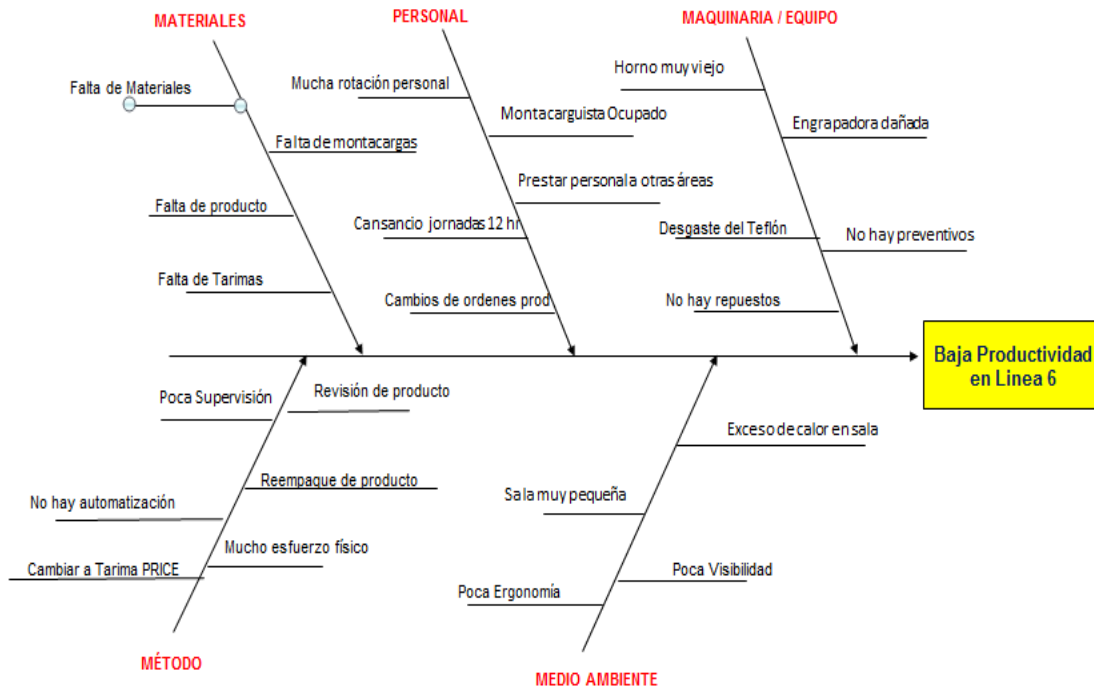 MATERIALES
Falta de Materiales
Falta de montacargas
Falta de producto
Falta de Tarimas
PERSONAL
Mucha rotación personal
Montacarguista Ocupado
Prestar personal a otras áreas
Cansancio jornadas 12 hr
Cambios de ordenes prod
MAQUINARIA / EQUIPO
Horno muy viejo
Engrapadora dañada
Desgaste del Teflón
No hay preventivos
No hay repuestos
Baja Productividad
en Linea 6
Poca Supervisión
Revisión de producto
Reempaque de producto
No hay automatización
Mucho esfuerzo físico
Cambiar a Tarima PRICE
MÉTODO
Exceso de calor en sala
Sala muy pequeña
Poca Visibilidad
Poca Ergonomía
MEDIO AMBIENTE